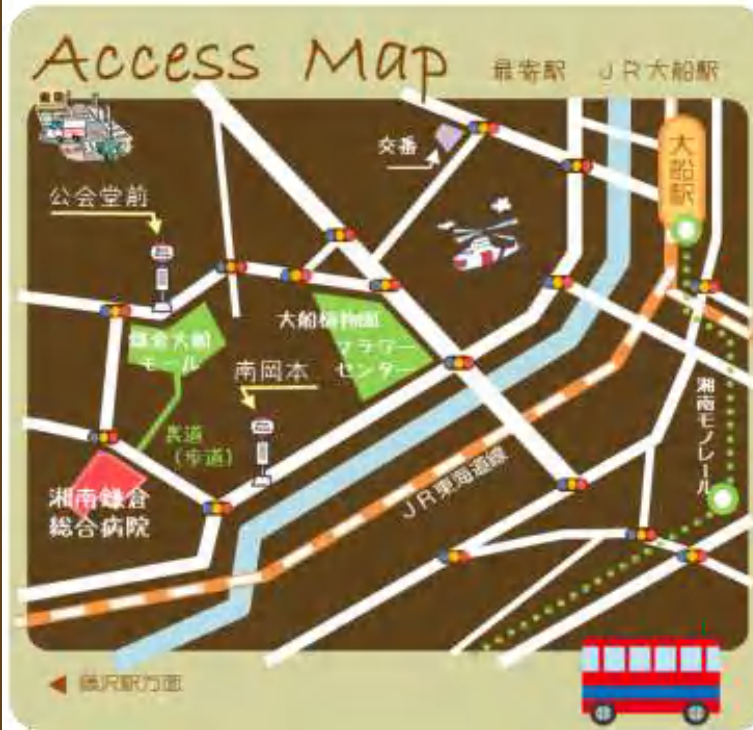 Access Map
最寄駅 JR大船駅
交番
大船駅
公会堂前
大船植物園
フラワー
センター
鎌倉大船
モール
南岡本
裏道
(歩道)
湘南モノレール
JR東海道線
湘南鎌倉
総合病院
藤沢駅方面